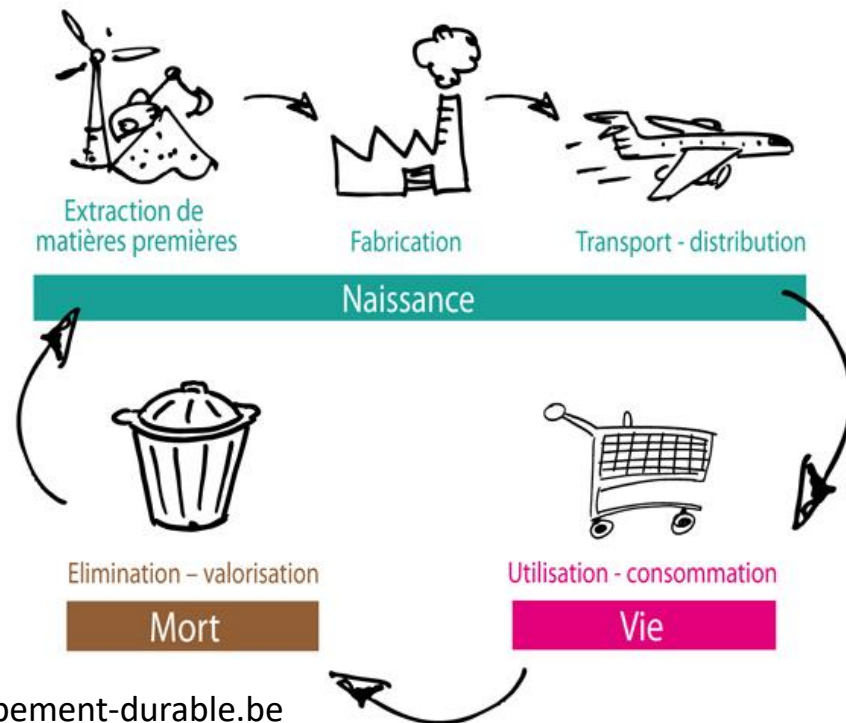 Extraction de
matières premières
Fabrication
Transport - distribution
Naissance
Elimination – valorisation
Utilisation - consommation
Mort
Vie
pement-durable.be